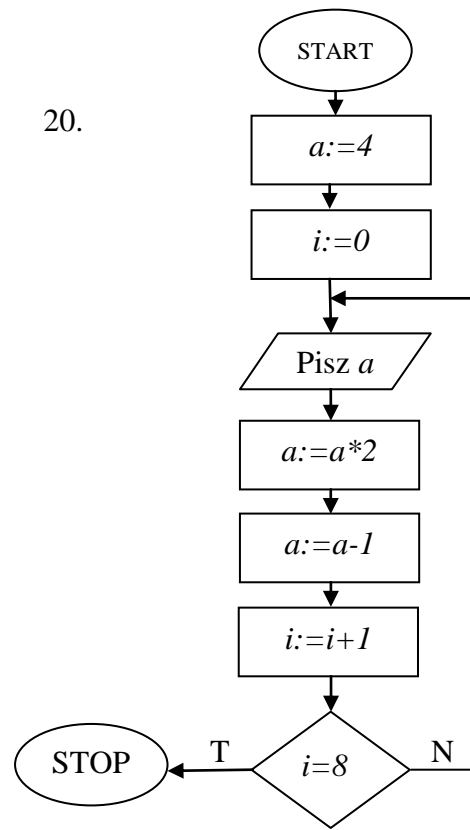 START
20.
a:=4
i:=0
Pisz a
a:=a*2
a:=a-1
i:=i+1
STOP T i=8 N